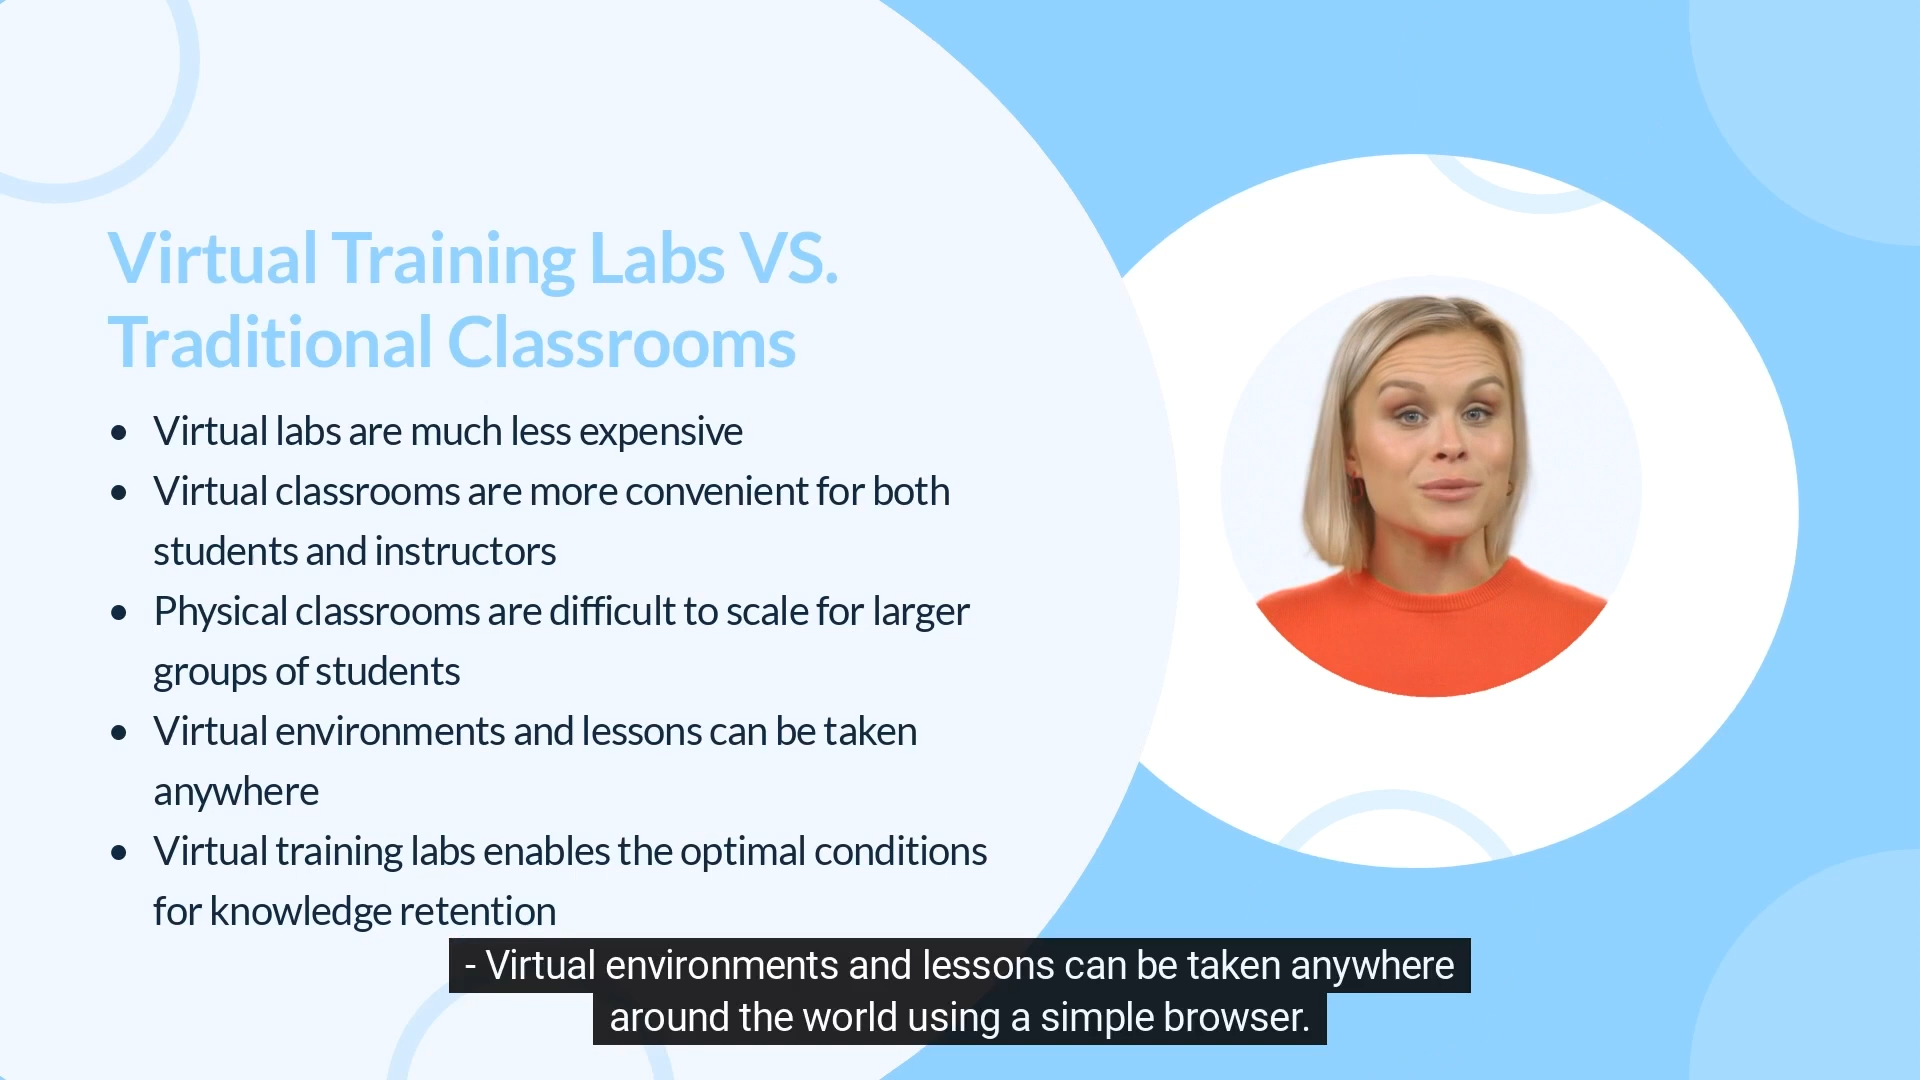 Virtual Training Labs VS.
Traditional Classrooms
• Virtual labs are much less expensive
• Virtual classrooms are more convenient for both
students and instructors
• Physical classrooms are difficult to scale for larger
groups of students
• Virtual environments and lessons can be taken
anywhere
• Virtual training labs enables the optimal conditions
for knowledge retention
- Virtual environments and lessons can be taken anywhere
around the world using a simple browser.